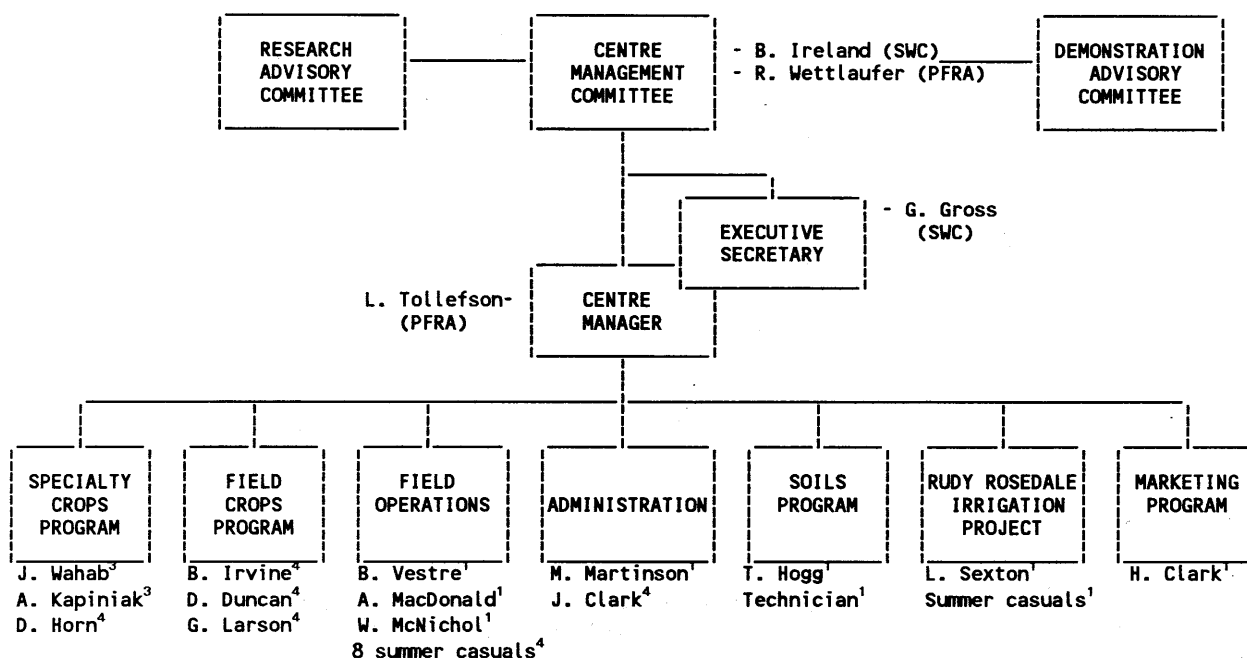 RESEARCH
ADVISORY
COMMITTEE
CENTRE
MANAGEMENT
COMMITTEE
- B. Ireland (SWC)
- R. Wettlaufer (PFRA)
DEMONSTRATION
ADVISORY
COMMITTEE
EXECUTIVE
SECRETARY
- G. Gross
(SWC)
L. Tollefson-
(PFRA)
CENTRE
MANAGER
SPECIALTY
CROPS
PROGRAM
J. Wahab³
A. Kapiniak³
D. Horn⁴
FIELD
CROPS
PROGRAM
B. Irvine⁴
D. Duncan⁴
G. Larson⁴
FIELD
OPERATIONS
B. Vestre¹
A. MacDonald¹
W. McNichol¹
8 summer casuals⁴
ADMINISTRATION
M. Martinson¹
J. Clark⁴
SOILS
PROGRAM
T. Hogg¹
Technician¹
RUDY ROSEDALE
IRRIGATION
PROJECT
L. Sexton¹
Summer casuals¹
MARKETING
PROGRAM
H. Clark¹